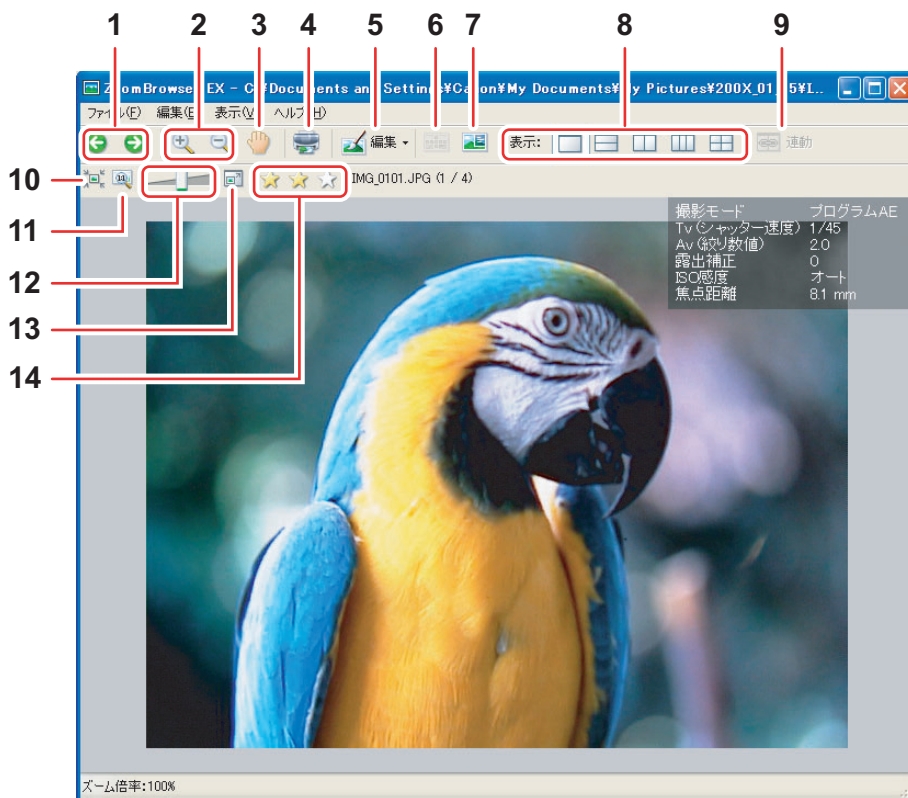 1 2 3 4 5 6 7 8 9
ZoomBrowser EX - C:¥Documents and Settings¥Canon¥My Documents¥My Pictures¥200X_01_ 5¥I..
ファイル(F) 編集(E) 表示(V) ヘルプ(H)
編集 表示: 連動
10 IMG_0101.JPG (1 / 4)
11
撮影モード プログラムAE
Tv(シャッター速度) 1/45
Av(絞り数値) 2.0
露出補正 0
ISO感度 オート
焦点距離 8.1 mm
12
13
14
ズーム倍率:100%